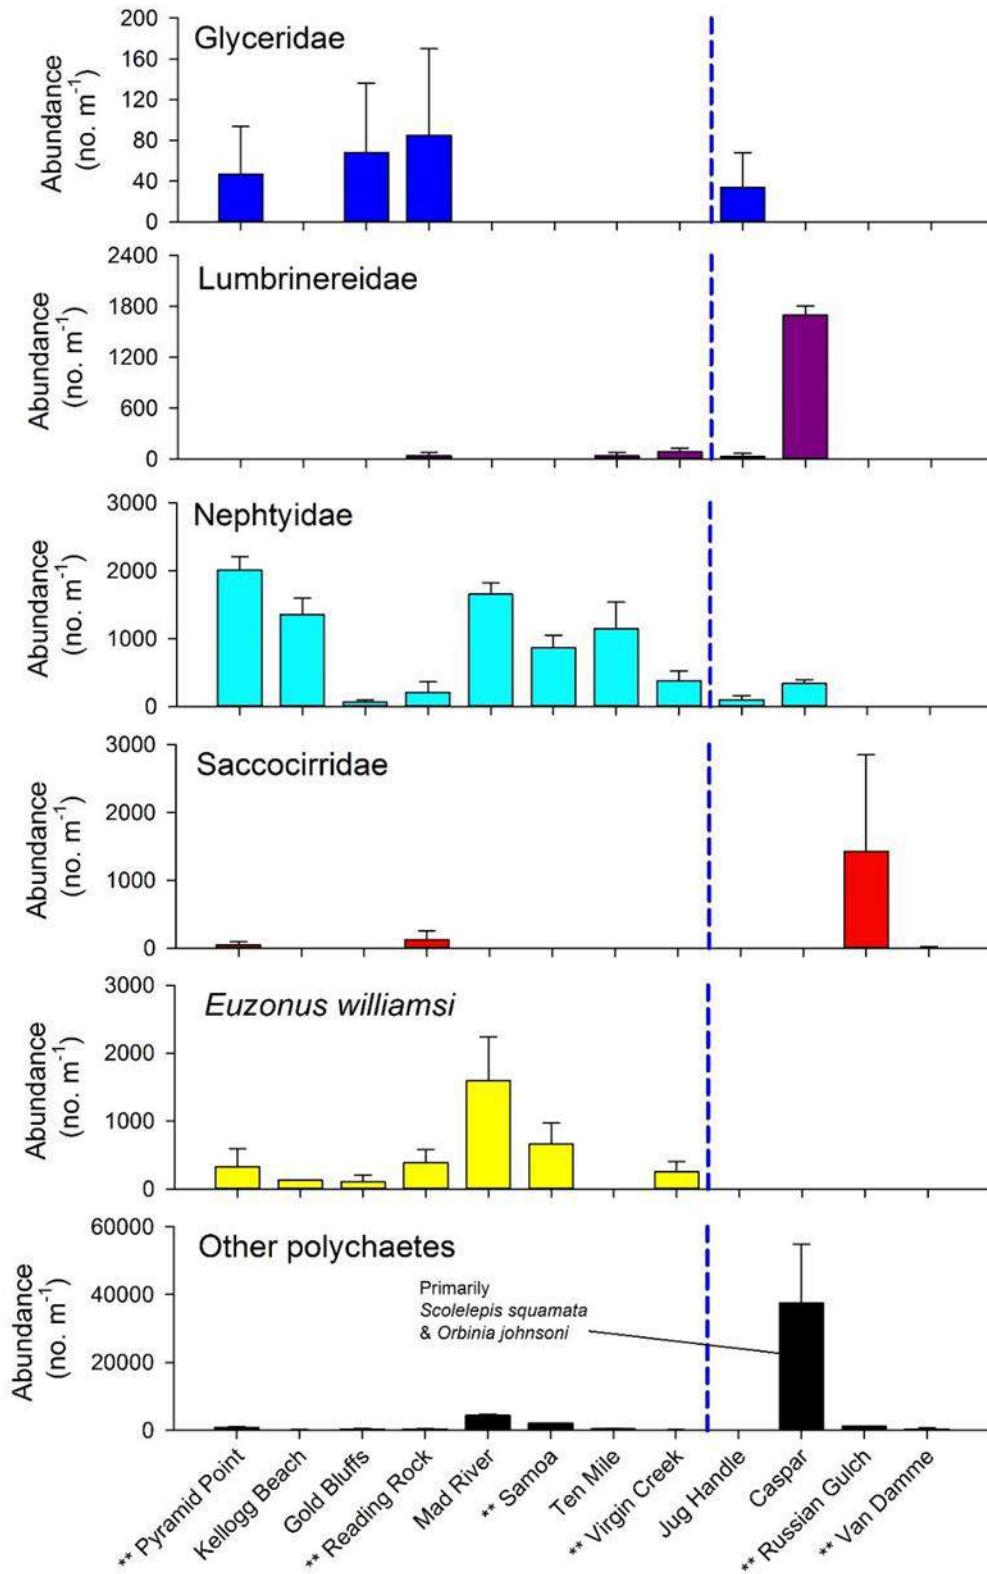 Glyceridae
Abundance
(no. m⁻¹)
200
160
120
80
40
0
Lumbrinereidae
Abundance
(no. m⁻¹)
2400
1800
1200
600
0
Nephtyidae
Abundance
(no. m⁻¹)
3000
2000
1000
0
Saccocirridae
Abundance
(no. m⁻¹)
3000
2000
1000
0
Euzonus williamsi
Abundance
(no. m⁻¹)
3000
2000
1000
0
Other polychaetes
Abundance
(no. m⁻¹)
60000
40000
20000
0
Primarily
Scolelepis squamata
& Orbinia johnsoni
** Pyramid Point
Kellogg Beach
Gold Bluffs
** Reading Rock
Mad River
** Samoa
Ten Mile
** Virgin Creek
Jug Handle
Caspar
** Russian Gulch
** Van Damme